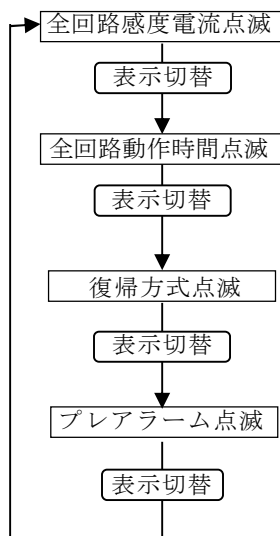 全回路感度電流点滅
表示切替
全回路動作時間点滅
表示切替
復帰方式点滅
表示切替
プレアラーム点滅
表示切替